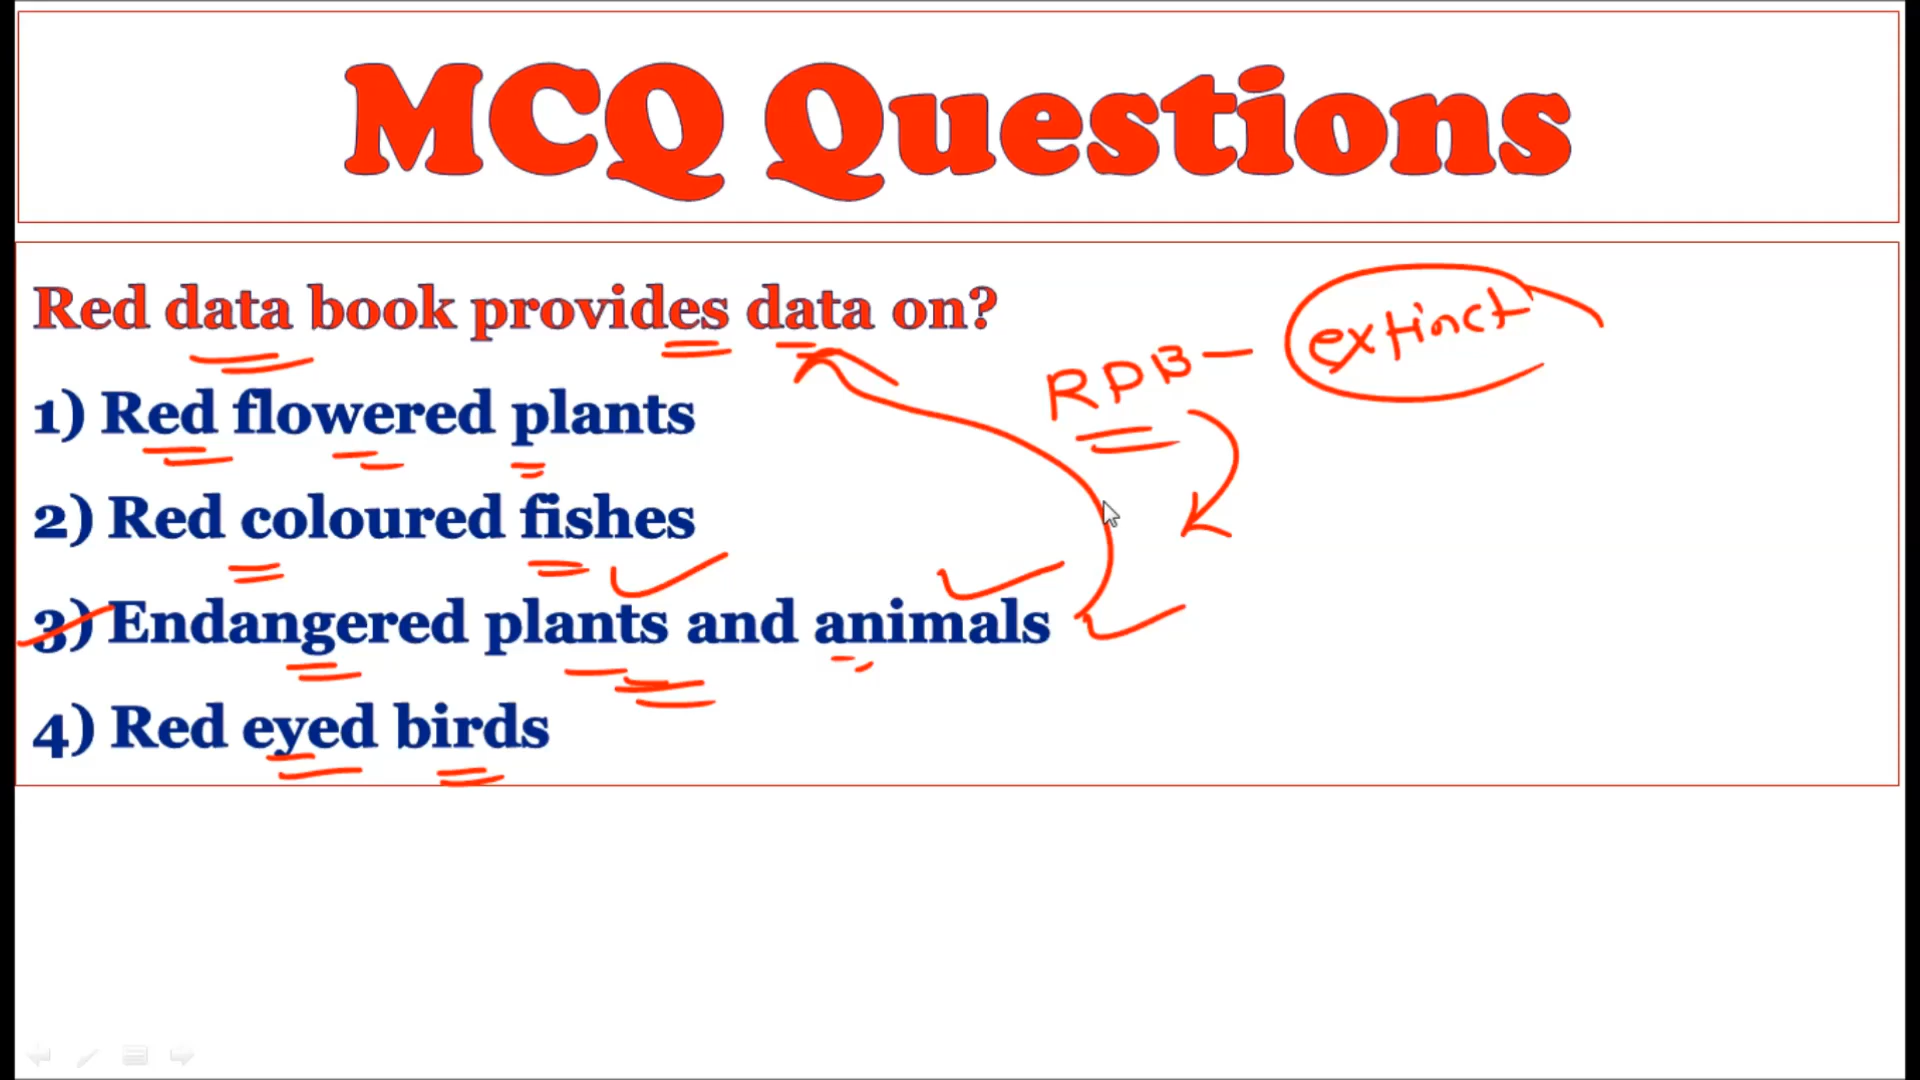 MCQ Questions
Red data book provides data on?
RDB - extinct
1) Red flowered plants
2) Red coloured fishes
3) Endangered plants and animals
4) Red eyed birds